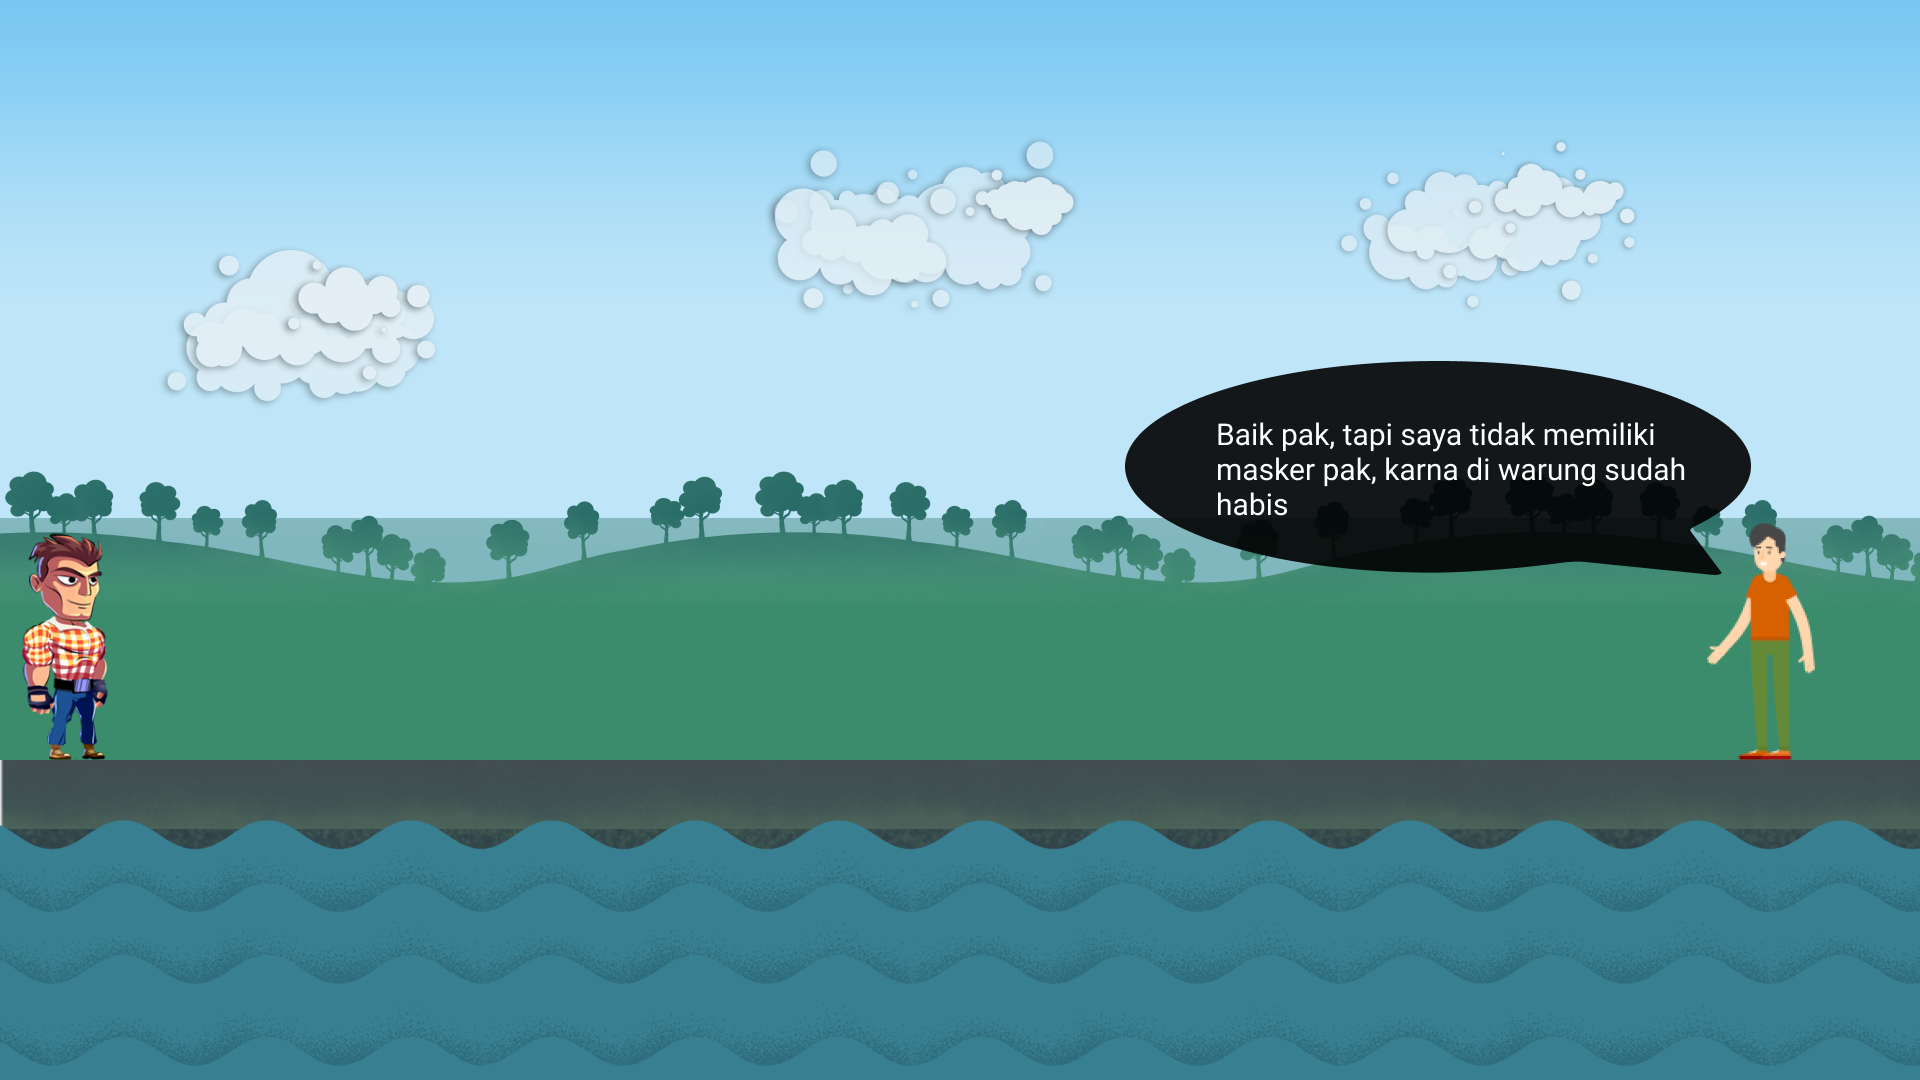 Baik pak, tapi saya tidak memiliki
masker pak, karna di warung sudah
habis